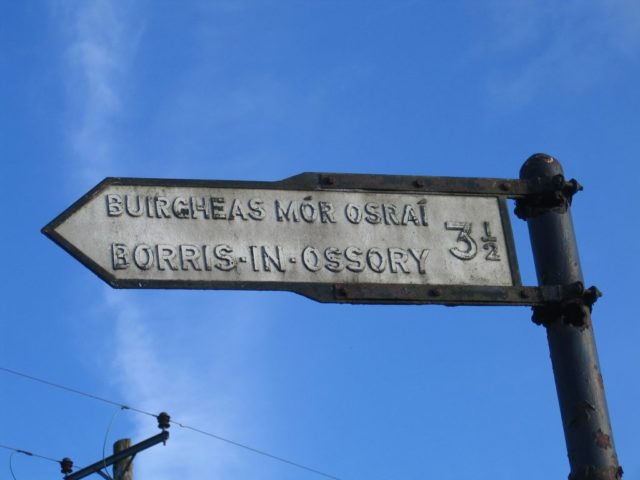 BUIRGHEAS MÓR OSRAÍ
BORRIS·IN·OSSORY 3½